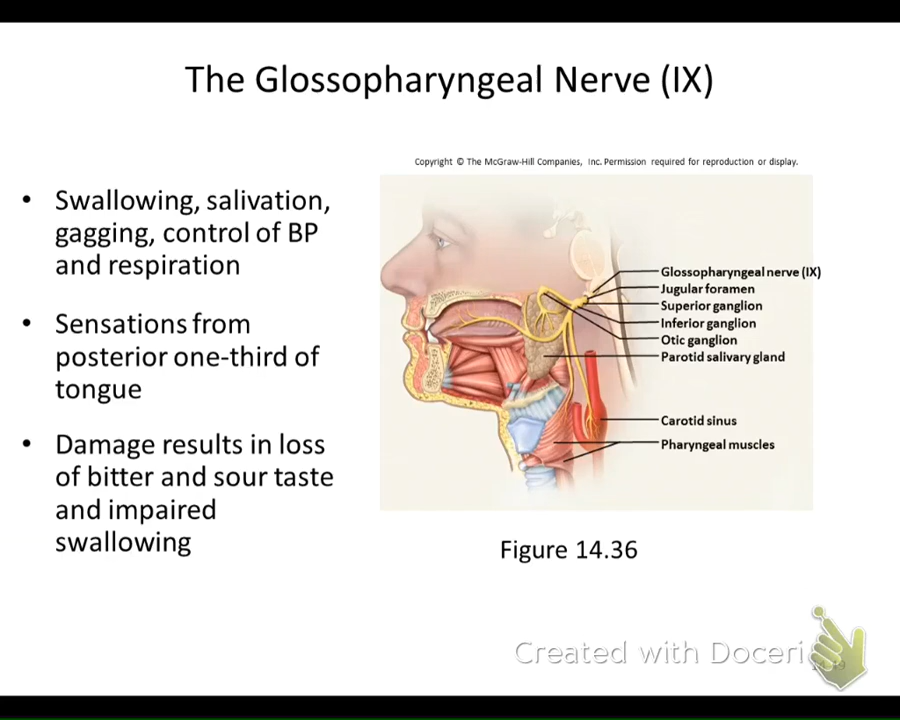 The Glossopharyngeal Nerve (IX)
Copyright © The McGraw-Hill Companies, Inc. Permission required for reproduction or display.
• Swallowing, salivation,
gagging, control of BP
and respiration
• Sensations from
posterior one-third of
tongue
• Damage results in loss
of bitter and sour taste
and impaired
swallowing
Glossopharyngeal nerve (IX)
Jugular foramen
Superior ganglion
Inferior ganglion
Otic ganglion
Parotid salivary gland
Carotid sinus
Pharyngeal muscles
Figure 14.36
Created with Doceri